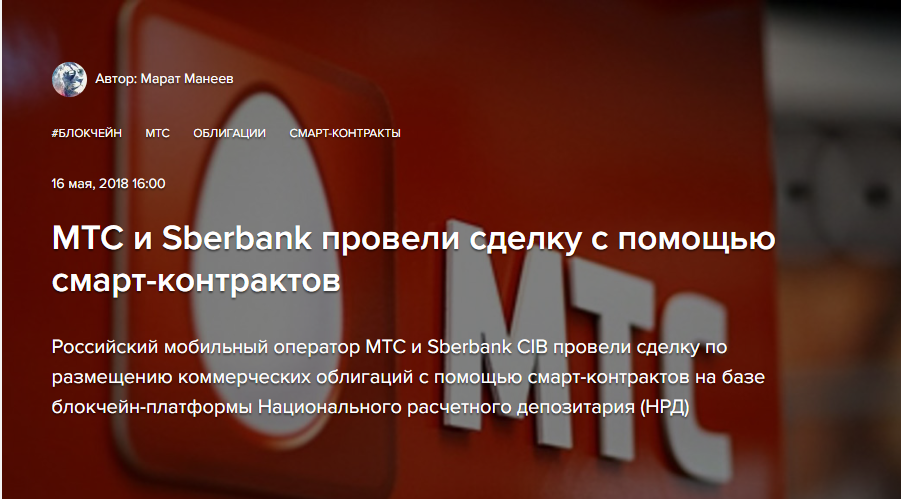 Автор: Марат Манеев
#БЛОКЧЕЙН МТС ОБЛИГАЦИИ СМАРТ-КОНТРАКТЫ
16 мая, 2018 16:00
МТС и Sberbank провели сделку с помощью
смарт-контрактов
Российский мобильный оператор МТС и Sberbank CIB провели сделку по
размещению коммерческих облигаций с помощью смарт-контрактов на базе
блокчейн-платформы Национального расчетного депозитария (НРД)
МТС